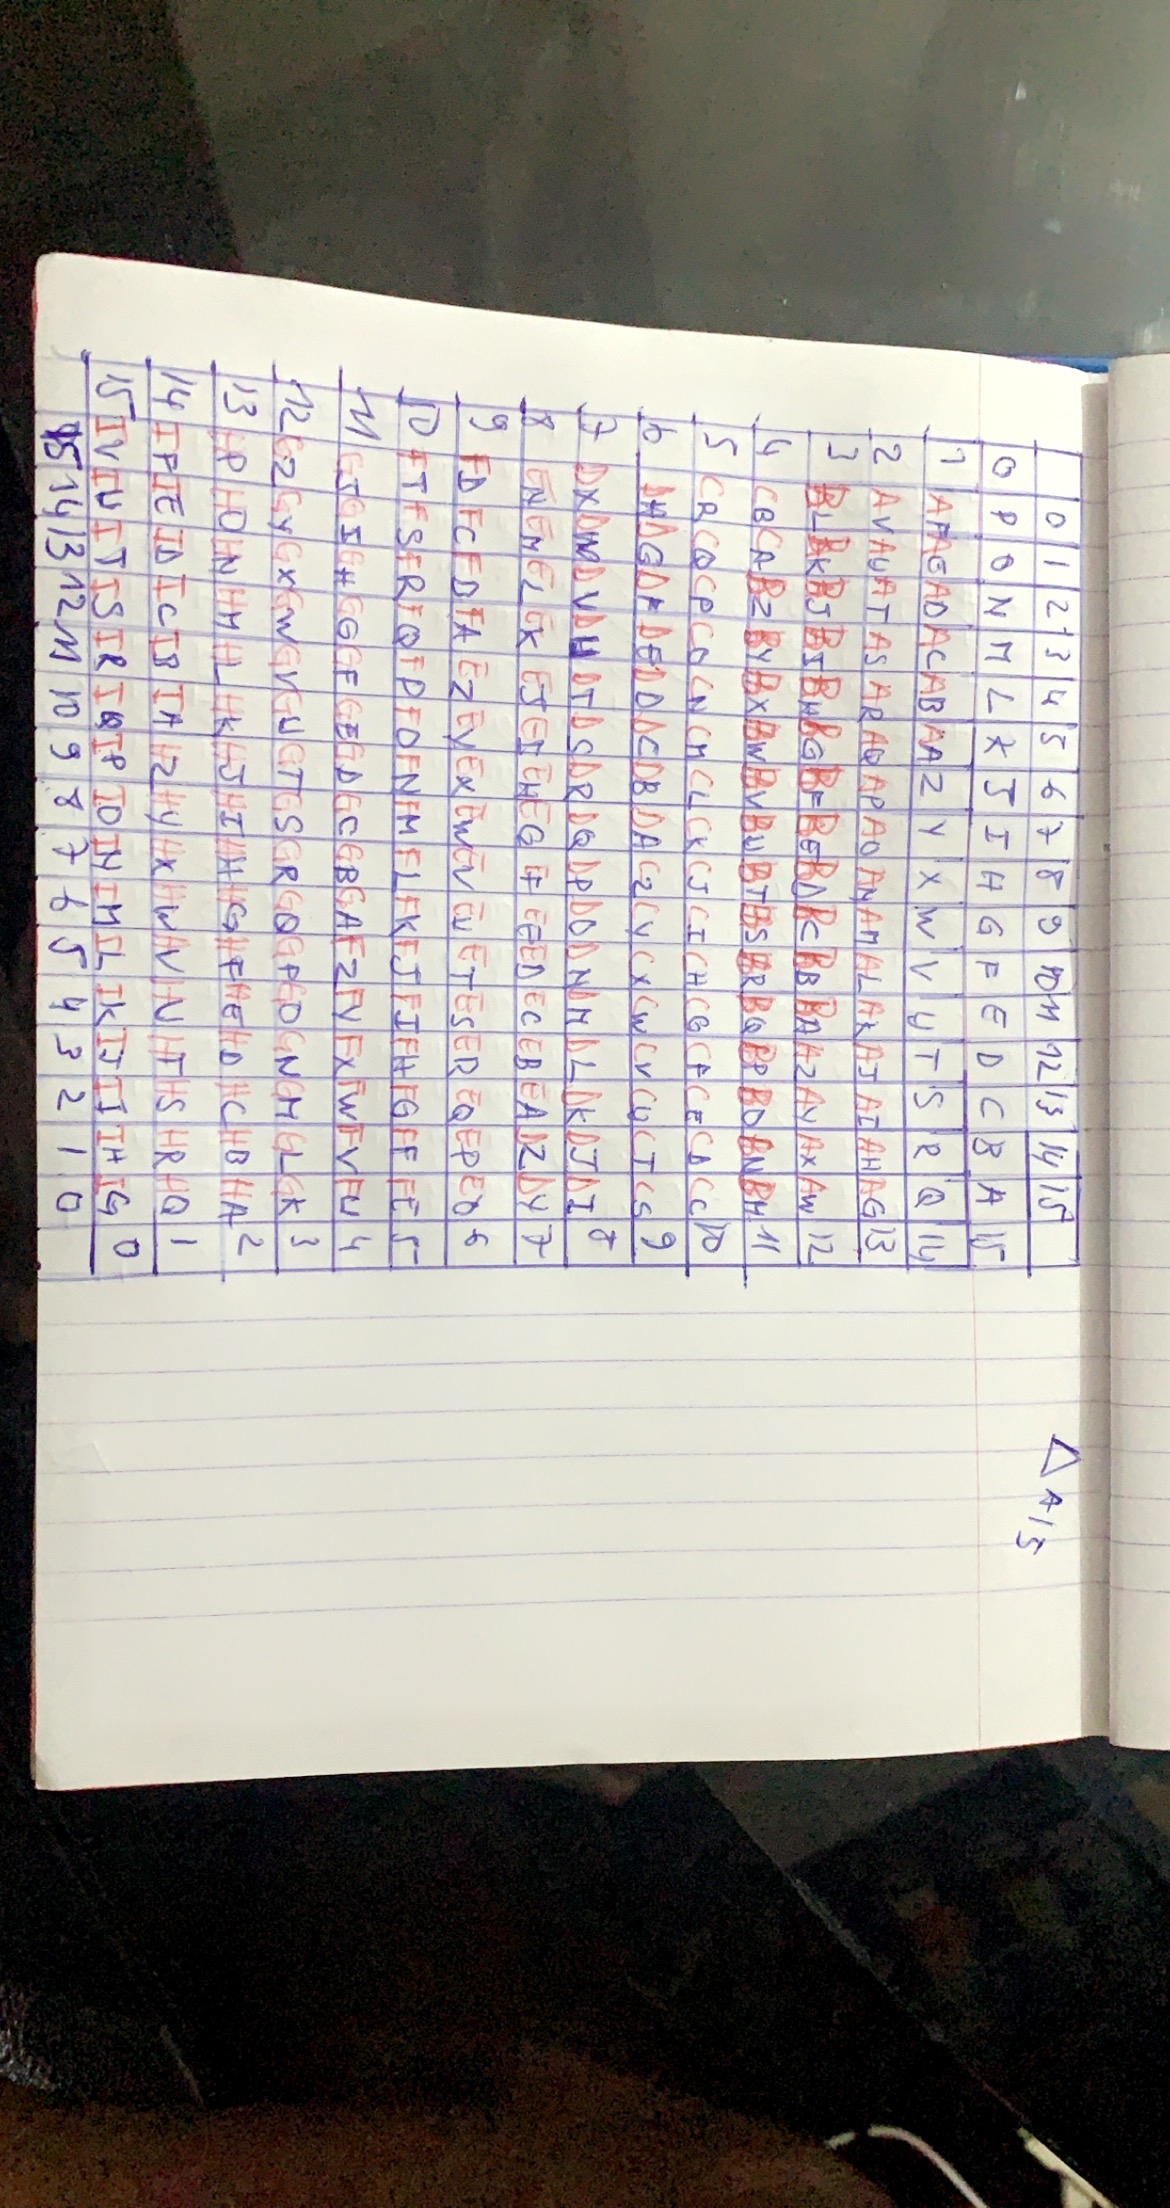 0 1 2 3 4 5 6 7 8 9 10 11 12 13 14 15
△ A15
0 P O N M L K J I H G F E D C B A 15
1 AF AE AD AC AB AA Z Y X W V U T S R Q 14
2 AV AU AT AS AR AQ AP AO AN AM AL AK AJ AI AH AG 13
3 BL BK BJ BI BH BG BF BE BD BC BB BA AZ AY AX AW 12
4 CB CA BZ BY BX BW BV BU BT BS BR BQ BP BO BN BM 11
5 CR CQ CP CO CN CM CL CK CJ CI CH CG CF CE CD CC 10
6 DH DG DF DE DD DC DB DA CZ CY CX CW CV CU CT CS 9
7 DX DW DV DU DT DS DR DQ DP DO DN DM DL DK DJ DI 8
8 EN EM EL EK EJ EI EH EG EF EE ED EC EB EA DZ DY 7
9 FD FC FB FA EZ EY EX EW EV EU ET ES ER EQ EP EO 6
10 FT FS FR FQ FP FO FN FM FL FK FJ FI FH FG FF FE 5
11 GJ GI GH GG GF GE GD GC GB GA FZ FY FX FW FV FU 4
12 GZ GY GX GW GV GU GT GS GR GQ GP GO GN GM GL GK 3
13 HP HO HN HM HL HK HJ HI HH HG HF HE HD HC HB HA 2
14 IF IE ID IC IB IA HZ HY HX HW HV HU HT HS HR HQ 1
15 IV IU IT IS IR IQ IP IO IN IM IL IK IJ II IH IG 0
15 14 13 12 11 10 9 8 7 6 5 4 3 2 1 0